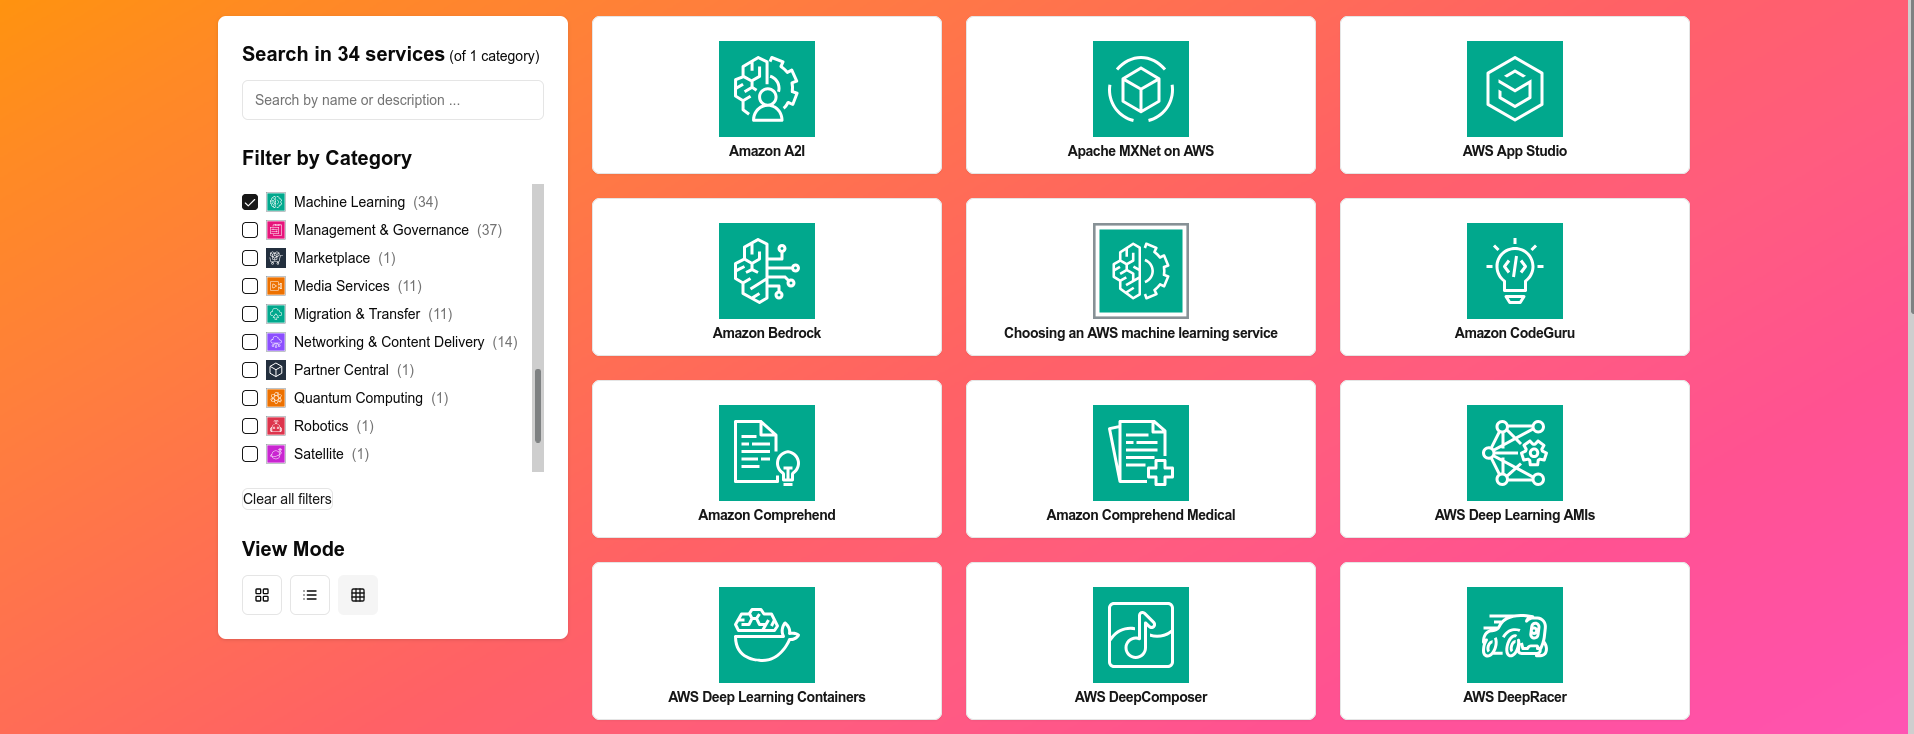 Search in 34 services (of 1 category)
Search by name or description ...
Filter by Category
Machine Learning (34)
Management & Governance (37)
Marketplace (1)
Media Services (11)
Migration & Transfer (11)
Networking & Content Delivery (14)
Partner Central (1)
Quantum Computing (1)
Robotics (1)
Satellite (1)
Clear all filters
View Mode
Amazon A2I
Apache MXNet on AWS
AWS App Studio
Amazon Bedrock
Choosing an AWS machine learning service
Amazon CodeGuru
Amazon Comprehend
Amazon Comprehend Medical
AWS Deep Learning AMIs
AWS Deep Learning Containers
AWS DeepComposer
AWS DeepRacer